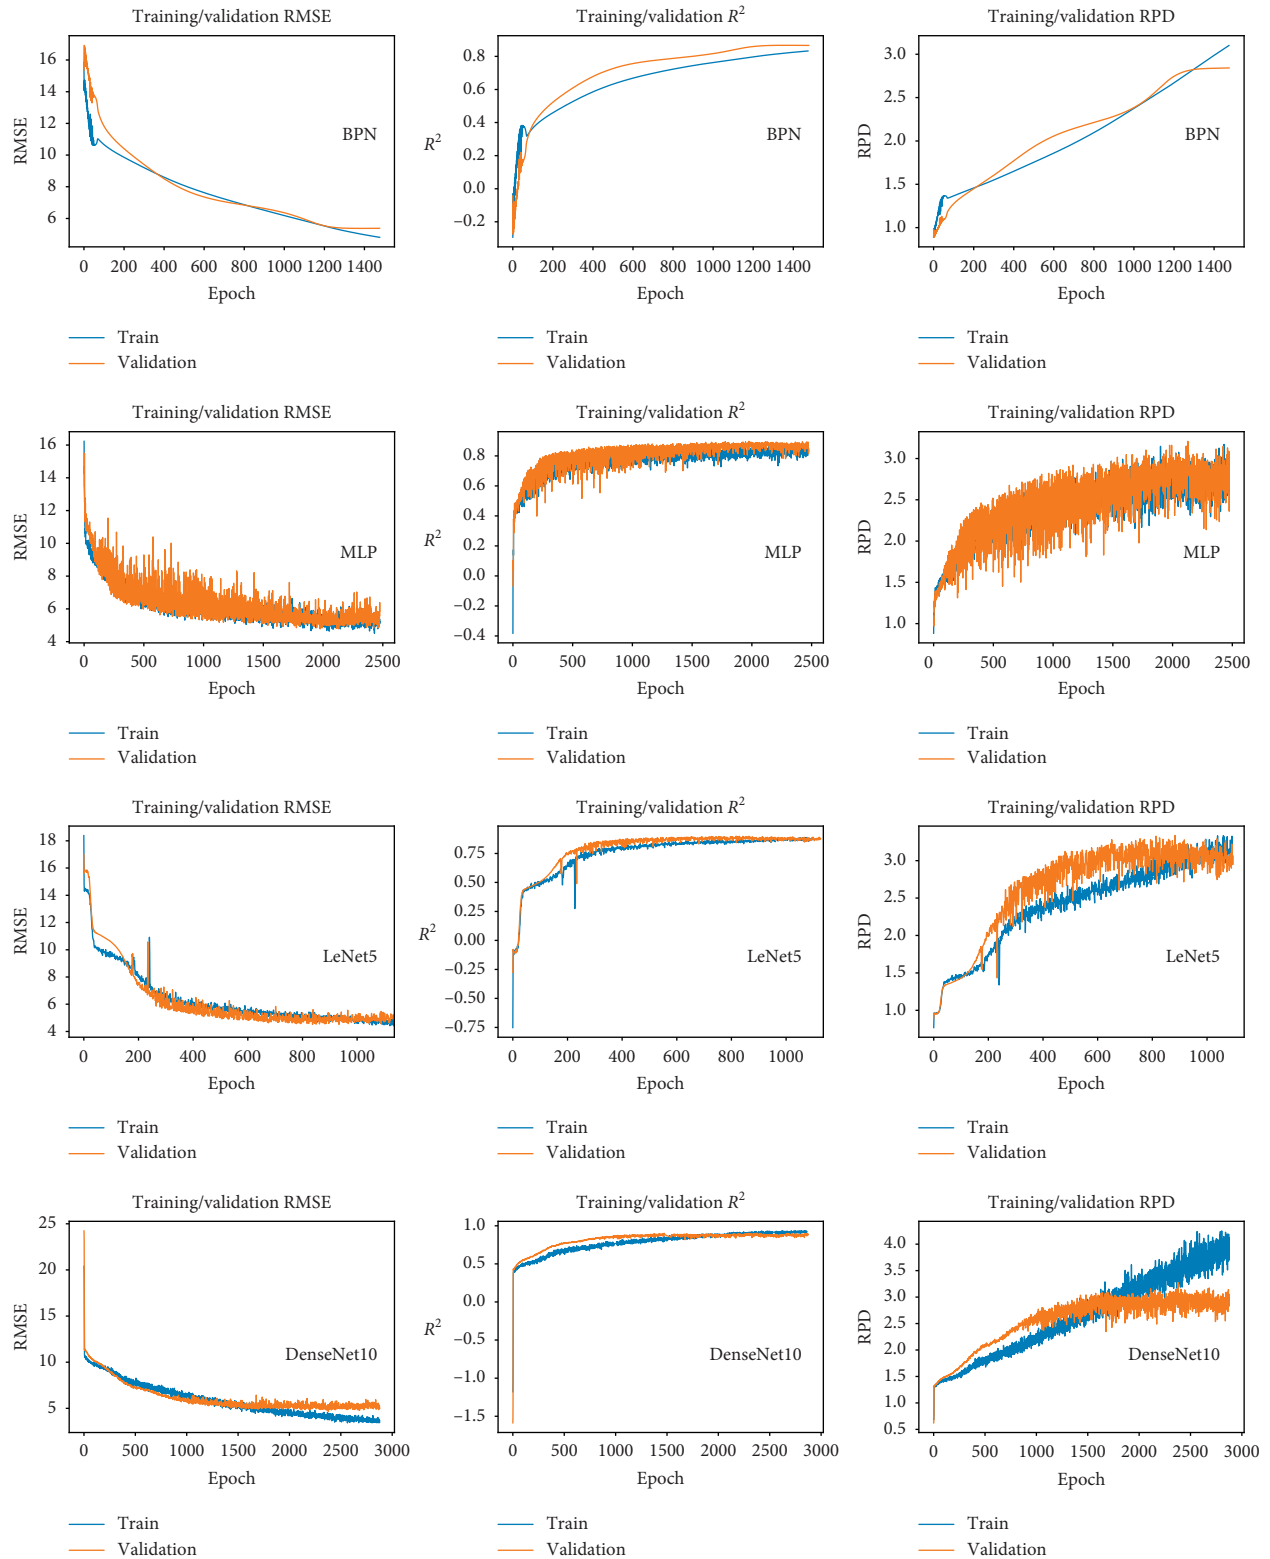 Training/validation RMSE
16
14
12
10
8
6
RMSE
BPN
0 200 400 600 800 1000 1200 1400
Epoch
Train
Validation
Training/validation R²
0.8
0.6
0.4
0.2
0.0
–0.2
R²
BPN
0 200 400 600 800 1000 1200 1400
Epoch
Train
Validation
Training/validation RPD
3.0
2.5
2.0
1.5
1.0
RPD
BPN
0 200 400 600 800 1000 1200 1400
Epoch
Train
Validation
Training/validation RMSE
16
14
12
10
8
6
4
RMSE
MLP
0 500 1000 1500 2000 2500
Epoch
Train
Validation
Training/validation R²
0.8
0.6
0.4
0.2
0.0
–0.2
–0.4
R²
MLP
0 500 1000 1500 2000 2500
Epoch
Train
Validation
Training/validation RPD
3.0
2.5
2.0
1.5
1.0
RPD
MLP
0 500 1000 1500 2000 2500
Epoch
Train
Validation
Training/validation RMSE
18
16
14
12
10
8
6
4
RMSE
LeNet5
0 200 400 600 800 1000
Epoch
Train
Validation
Training/validation R²
0.75
0.50
0.25
0.00
–0.25
–0.50
–0.75
R²
LeNet5
0 200 400 600 800 1000
Epoch
Train
Validation
Training/validation RPD
3.0
2.5
2.0
1.5
1.0
RPD
LeNet5
0 200 400 600 800 1000
Epoch
Train
Validation
Training/validation RMSE
25
20
15
10
5
RMSE
DenseNet10
0 500 1000 1500 2000 2500 3000
Epoch
Train
Validation
Training/validation R²
1.0
0.5
0.0
–0.5
–1.0
–1.5
R²
DenseNet10
0 500 1000 1500 2000 2500 3000
Epoch
Train
Validation
Training/validation RPD
4.0
3.5
3.0
2.5
2.0
1.5
1.0
0.5
RPD
DenseNet10
0 500 1000 1500 2000 2500 3000
Epoch
Train
Validation